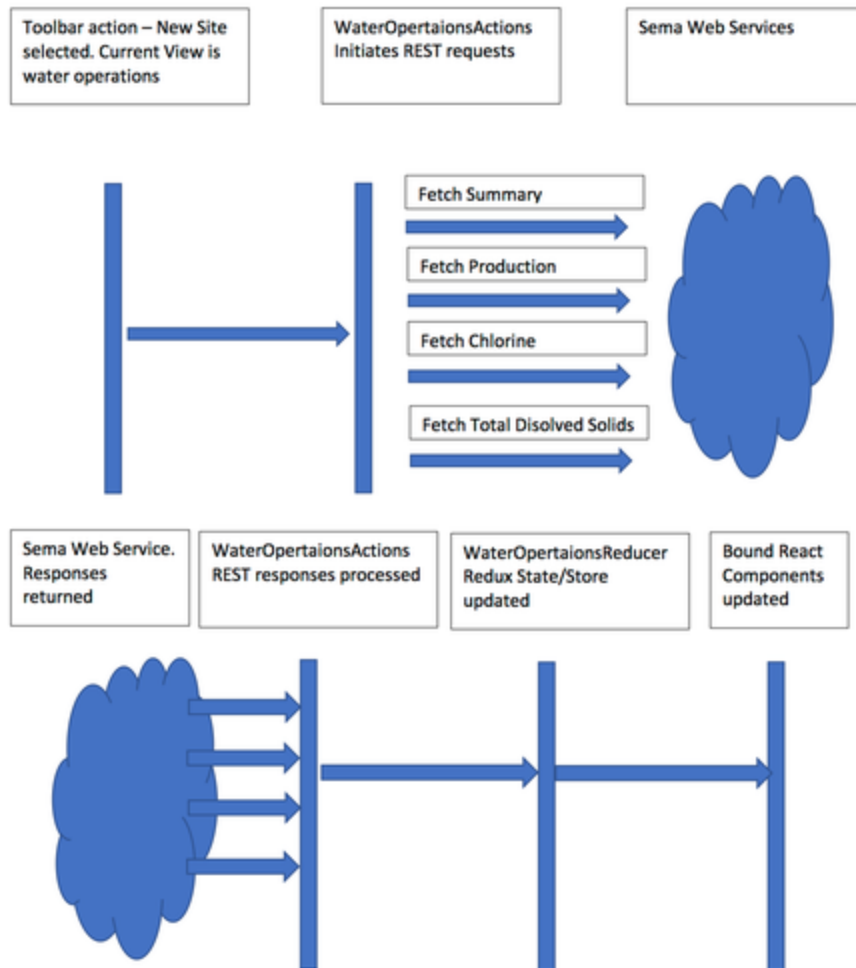 Toolbar action – New Site
selected. Current View is
water operations
WaterOpertaionsActions
Initiates REST requests
Sema Web Services
Fetch Summary
Fetch Production
Fetch Chlorine
Fetch Total Disolved Solids
Sema Web Service.
Responses
returned
WaterOpertaionsActions
REST responses processed
WaterOpertaionsReducer
Redux State/Store
updated
Bound React
Components
updated